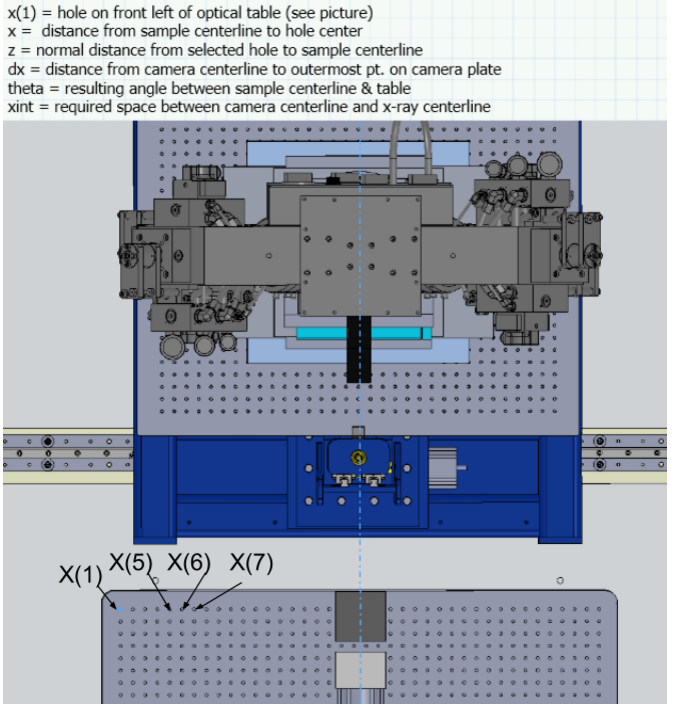 x(1) = hole on front left of optical table (see picture)
x = distance from sample centerline to hole center
z = normal distance from selected hole to sample centerline
dx = distance from camera centerline to outermost pt. on camera plate
theta = resulting angle between sample centerline & table
xint = required space between camera centerline and x-ray centerline
X(1) X(5) X(6) X(7)